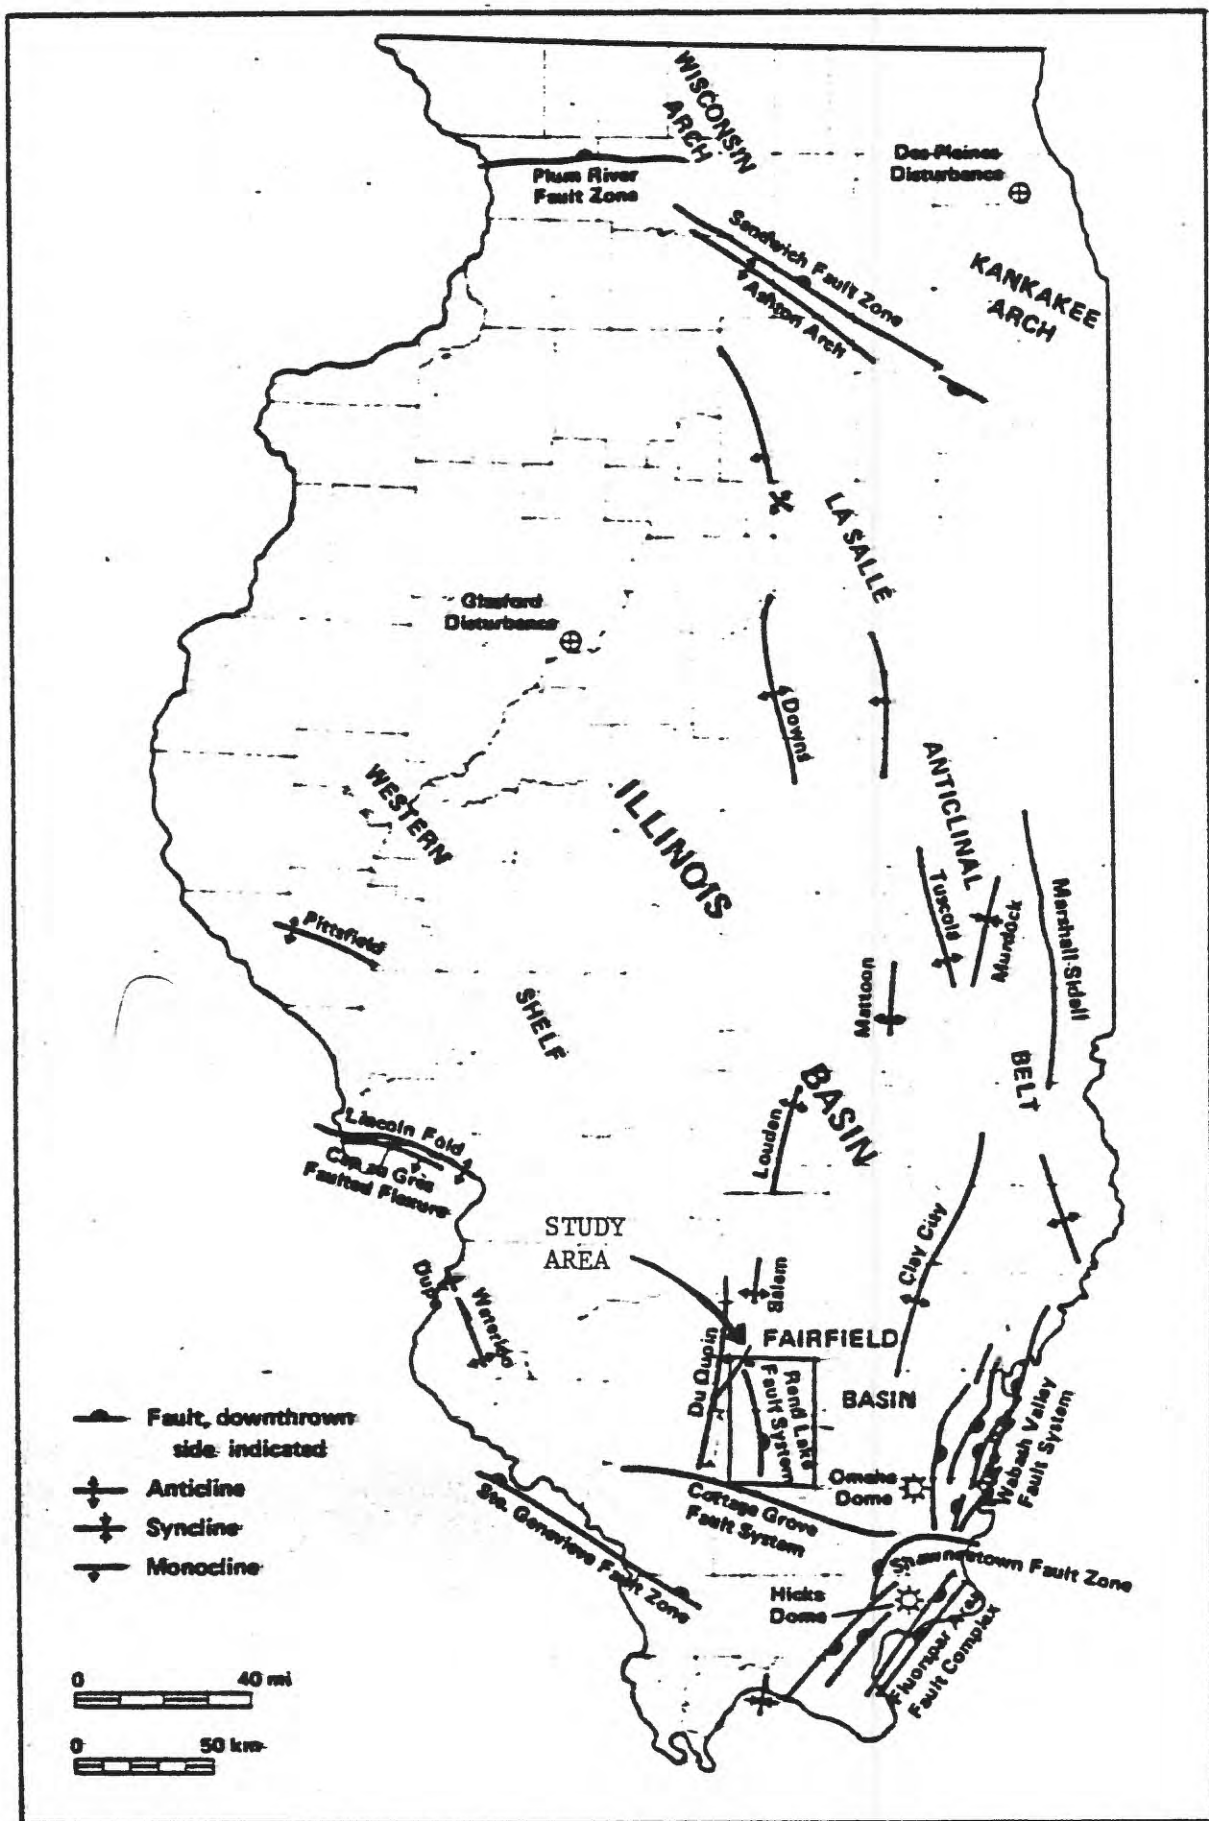 WISCONSIN
ARCH
Plum River
Fault Zone
Des Plaines
Disturbance
Sandwich Fault Zone
Ashton Arch
KANKAKEE
ARCH
LA SALLE
Glasford
Disturbance
Downs
ANTICLINAL
WESTERN
ILLINOIS
Tuscola
Murdock
Marshall-Sidell
Pittsfield
Mattoon
SHELF
BELT
BASIN
Louden
Lincoln Fold
Cap au Gres
Faulted Flexure
STUDY
AREA
Clay City
Salem
Dupo
Waterloo
FAIRFIELD
BASIN
Du Quoin
Rend Lake
Fault System
Wabash Valley
Fault System
Omaha
Dome
Cottage Grove
Fault System
Ste. Genevieve Fault Zone
Shawneetown Fault Zone
Hicks
Dome
Fluorspar Area
Fault Complex
Fault, downthrown
side indicated
Anticline
Syncline
Monocline
0 40 mi
0 50 km